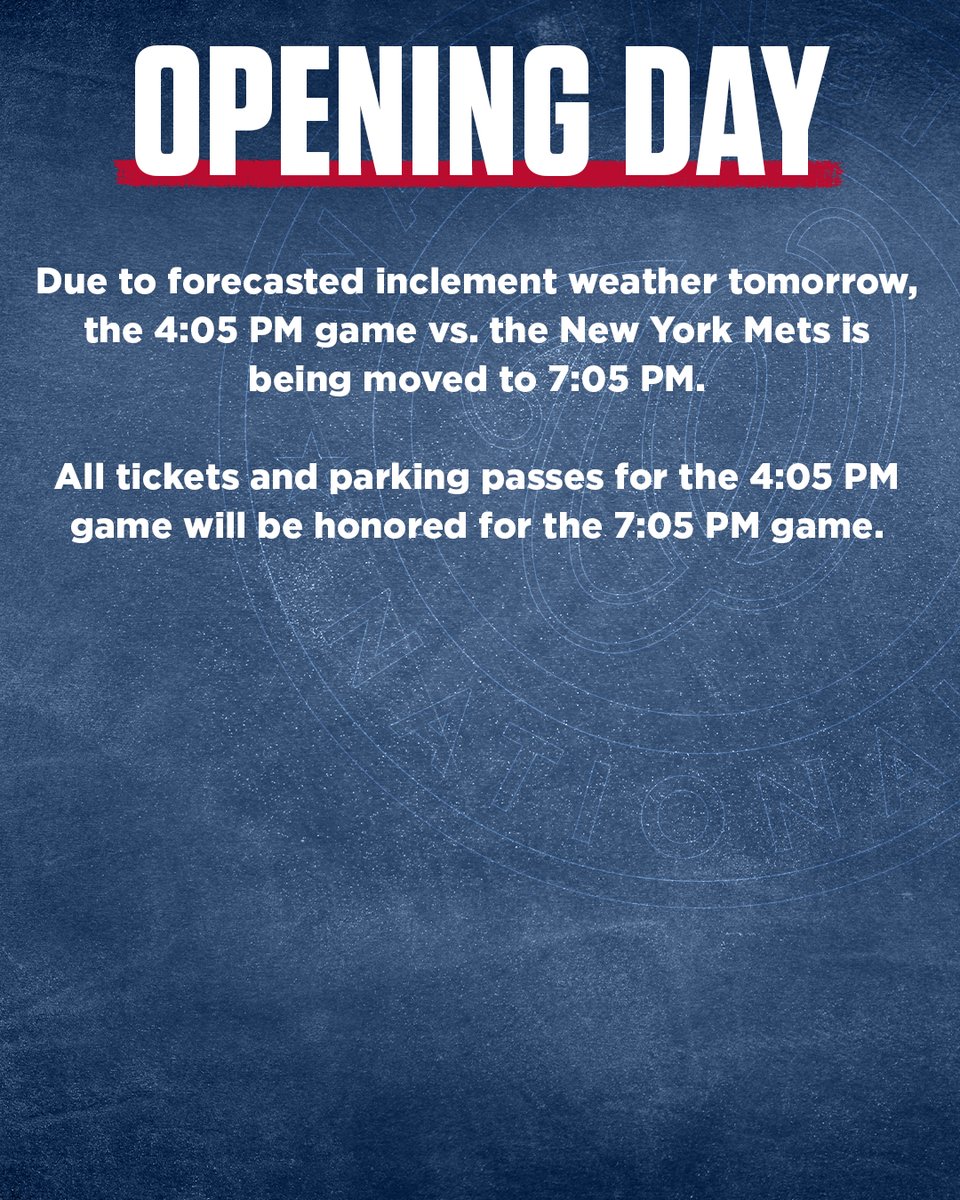 OPENING DAY
Due to forecasted inclement weather tomorrow,
the 4:05 PM game vs. the New York Mets is
being moved to 7:05 PM.
All tickets and parking passes for the 4:05 PM
game will be honored for the 7:05 PM game.
NATIONA